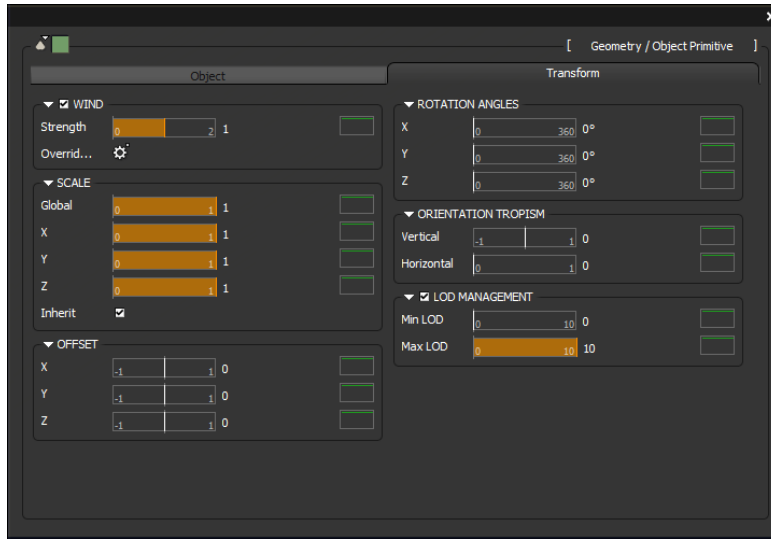 x
[ Geometry / Object Primitive ]
Object
Transform
WIND
Strength 0 2 1
Overrid...
SCALE
Global 0 1 1
X 0 1 1
Y 0 1 1
Z 0 1 1
Inherit
OFFSET
X -1 1 0
Y -1 1 0
Z -1 1 0
ROTATION ANGLES
X 0 360 0°
Y 0 360 0°
Z 0 360 0°
ORIENTATION TROPISM
Vertical -1 1 0
Horizontal 0 1 0
LOD MANAGEMENT
Min LOD 0 10 0
Max LOD 0 10 10